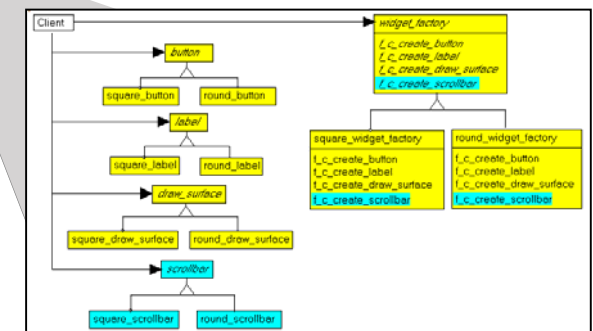 Client
widget_factory
f_c_create_button
f_c_create_label
f_c_create_draw_surface
f_c_create_scrollbar
button
square_button
round_button
label
square_label
round_label
draw_surface
square_draw_surface
round_draw_surface
scrollbar
square_scrollbar
round_scrollbar
square_widget_factory
f_c_create_button
f_c_create_label
f_c_create_draw_surface
f_c_create_scrollbar
round_widget_factory
f_c_create_button
f_c_create_label
f_c_create_draw_surface
f_c_create_scrollbar